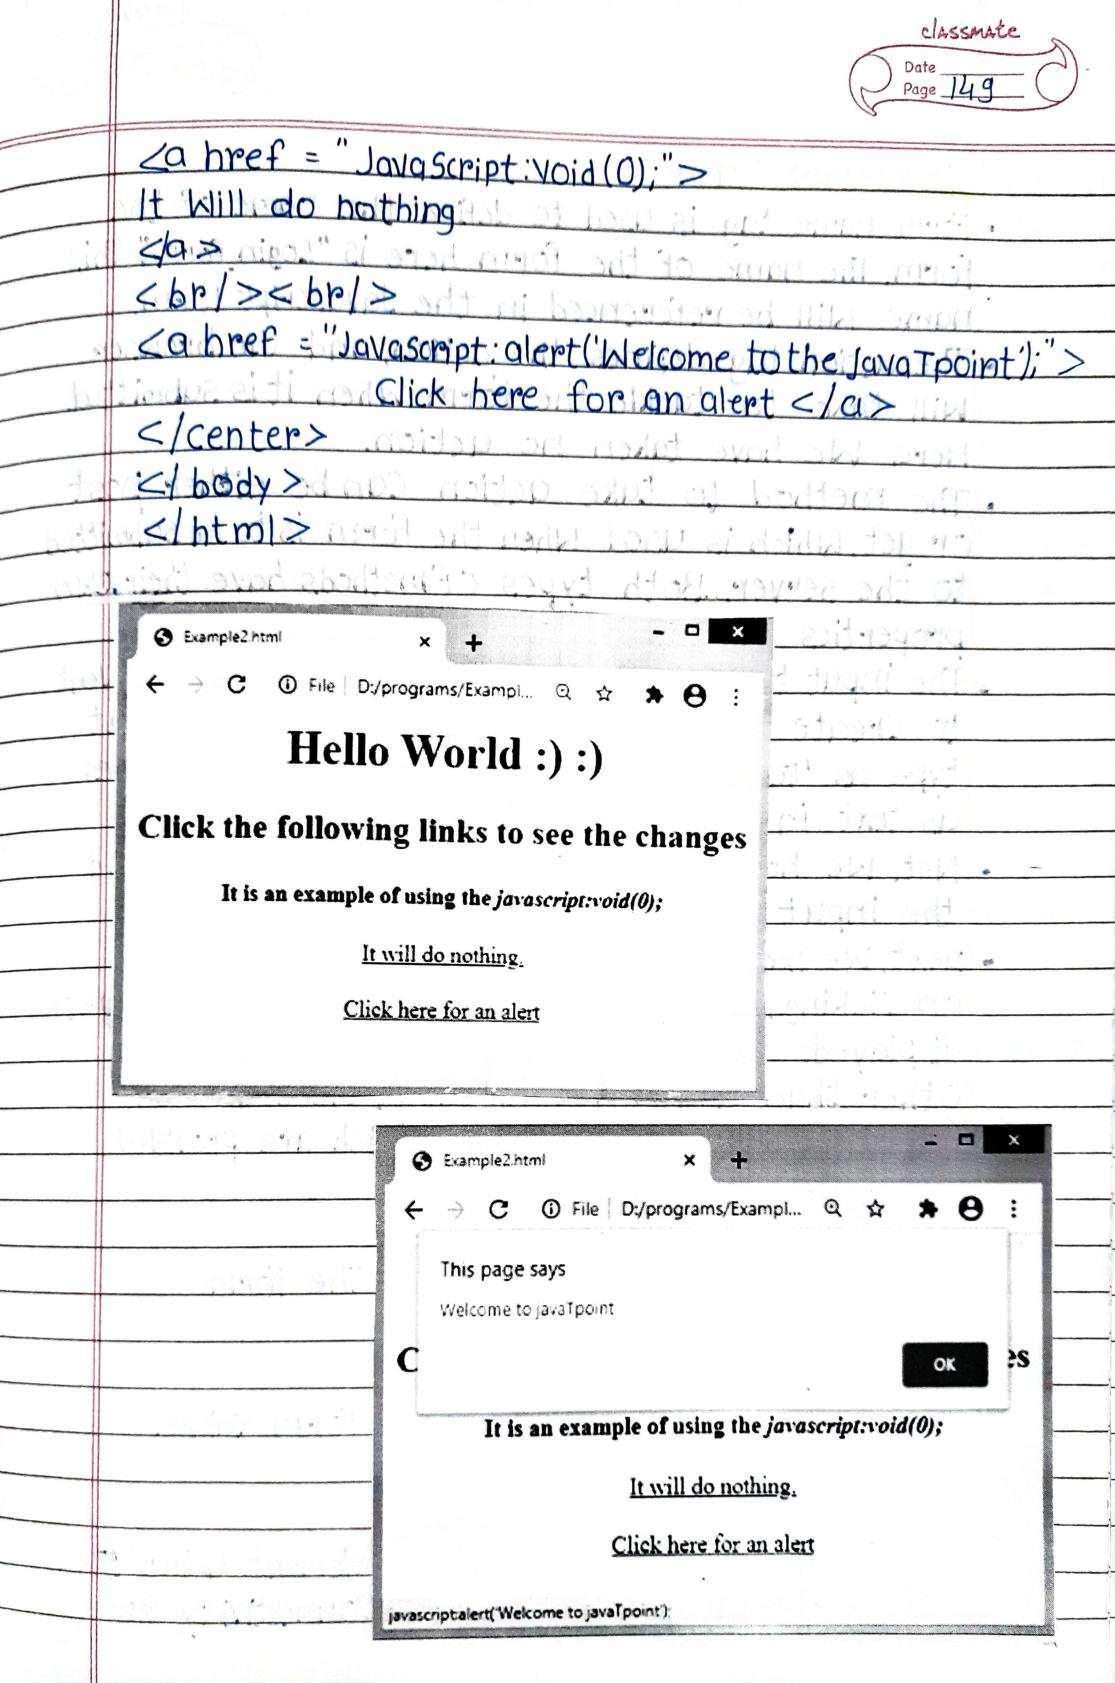 classmate
Date
Page 149
<a href = "JavaScript:void(0);">
It Will do nothing
</a>
<br/><br/>
<a href = "Javascript:alert('Welcome to the JavaTpoint');">
Click here for an alert </a>
</center>
</body>
</html>
Example2.html x +
File D:/programs/Exampl...
Hello World :) :)
Click the following links to see the changes
It is an example of using the javascript:void(0);
It will do nothing.
Click here for an alert
Example2.html x +
File D:/programs/Exampl...
This page says
Welcome to javaTpoint
C
OK
es
It is an example of using the javascript:void(0);
It will do nothing.
Click here for an alert
javascript:alert('Welcome to javaTpoint');